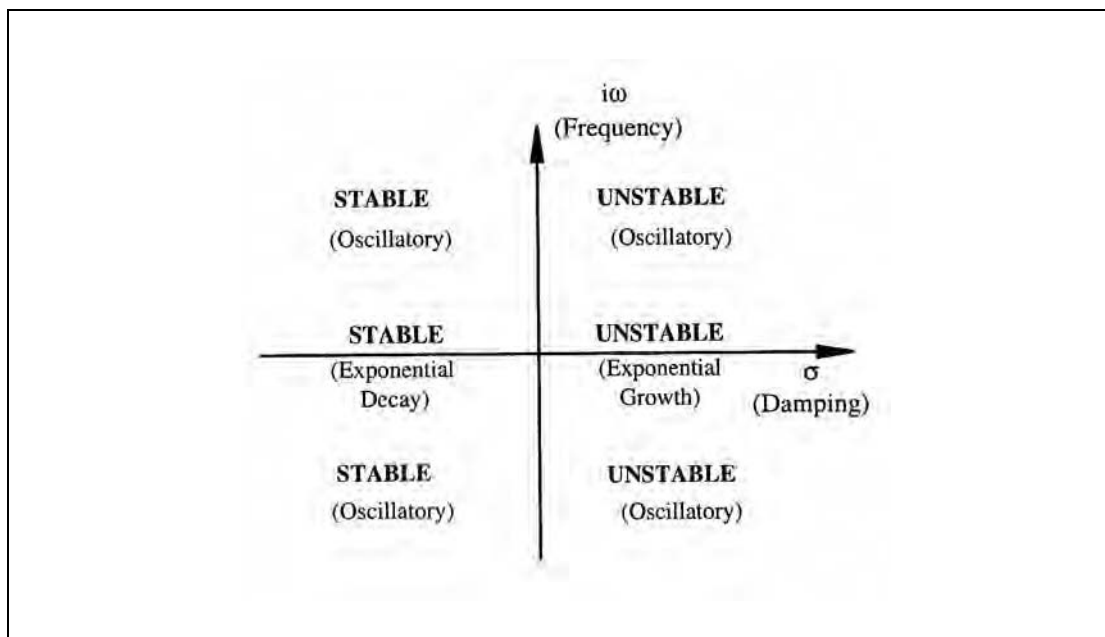 iω
(Frequency)
STABLE
(Oscillatory)
UNSTABLE
(Oscillatory)
STABLE
(Exponential
Decay)
UNSTABLE
(Exponential
Growth)
σ
(Damping)
STABLE
(Oscillatory)
UNSTABLE
(Oscillatory)